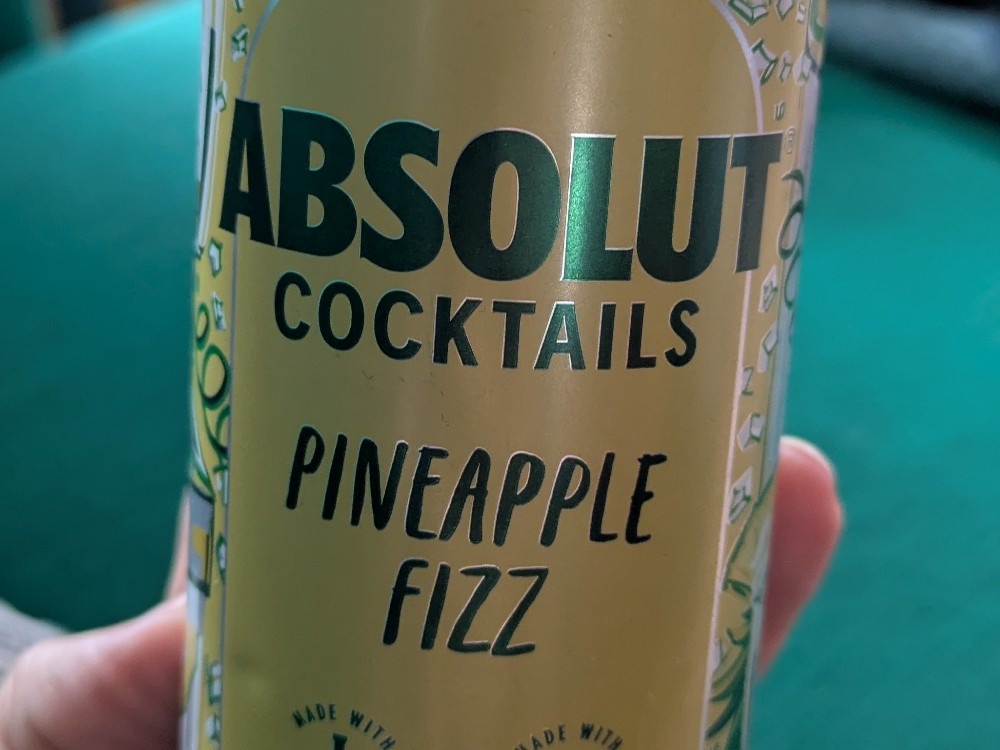 ABSOLUT
COCKTAILS
PINEAPPLE
FIZZ
MADE WITH
MADE WITH